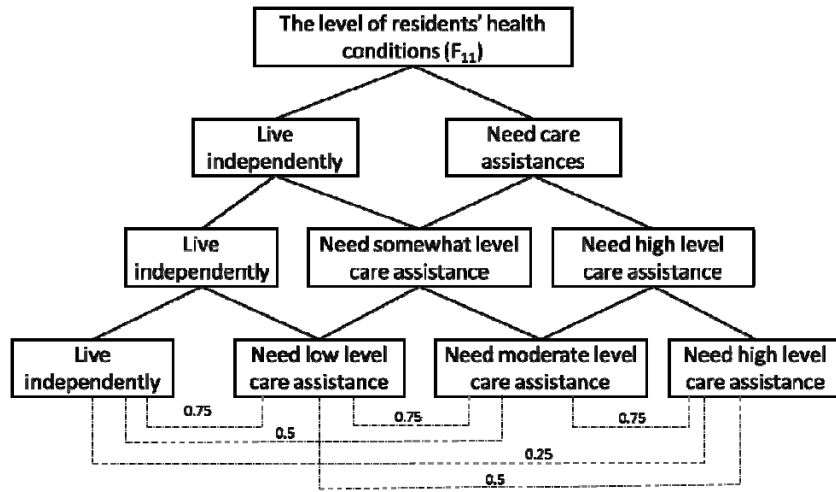 The level of residents' health
conditions (F₁₁)
Live
independently
Need care
assistances
Live
independently
Need somewhat level
care assistance
Need high level
care assistance
Live
independently
Need low level
care assistance
Need moderate level
care assistance
Need high level
care assistance
0.75
0.75
0.75
0.5
0.25
0.5